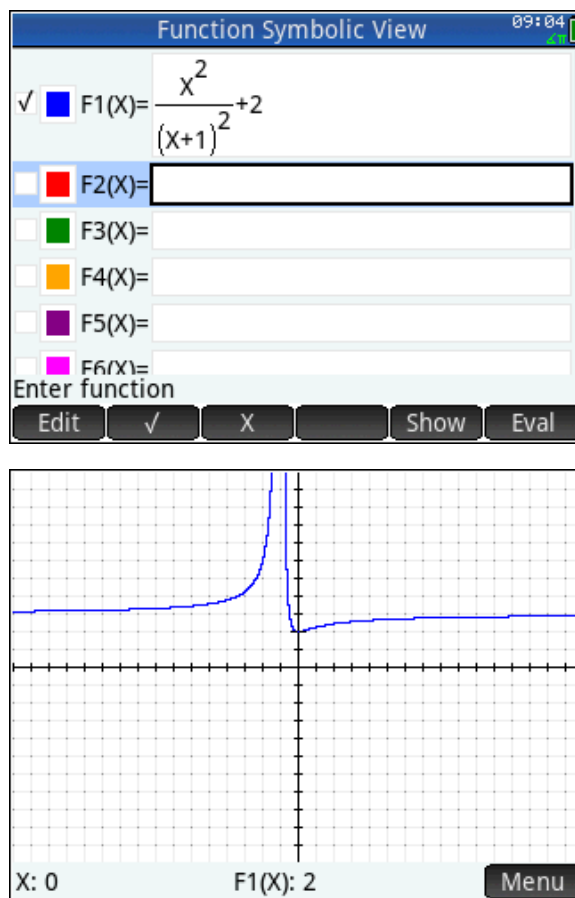 Function Symbolic View 09:04
∡π
√ F1(X)= X²/(X+1)² +2
F2(X)=
F3(X)=
F4(X)=
F5(X)=
F6(X)=
Enter function
Edit √ X Show Eval
X: 0 F1(X): 2 Menu